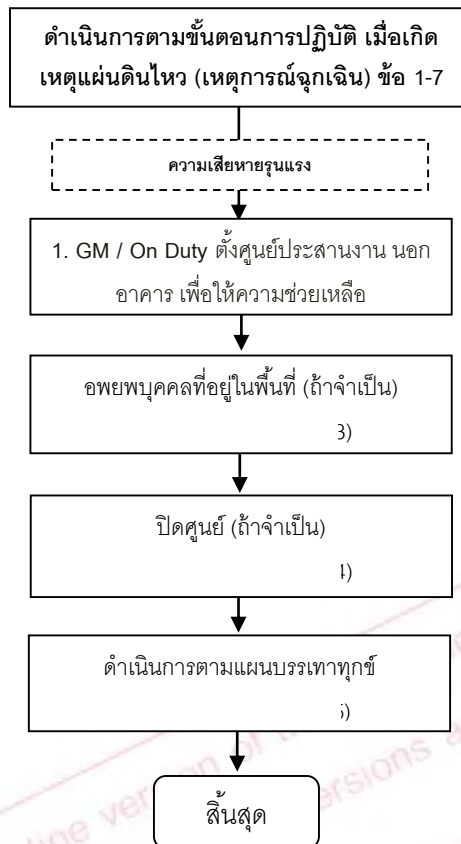 ดำเนินการตามขั้นตอนการปฏิบัติ เมื่อเกิด
เหตุแผ่นดินไหว (เหตุการณ์ฉุกเฉิน) ข้อ 1-7
ความเสียหายรุนแรง
1. GM / On Duty ตั้งศูนย์ประสานงาน นอก
อาคาร เพื่อให้ความช่วยเหลือ
อพยพบุคคลที่อยู่ในพื้นที่ (ถ้าจำเป็น)
3)
ปิดศูนย์ (ถ้าจำเป็น)
4)
ดำเนินการตามแผนบรรเทาทุกข์
สิ้นสุด